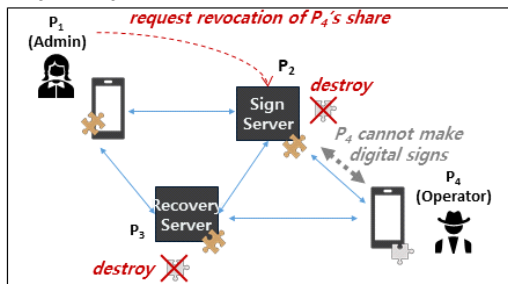 P1
(Admin)
request revocation of P4's share
P2
destroy
Sign
Server
P4 cannot make
digital signs
P4
(Operator)
Recovery
Server
P3
destroy